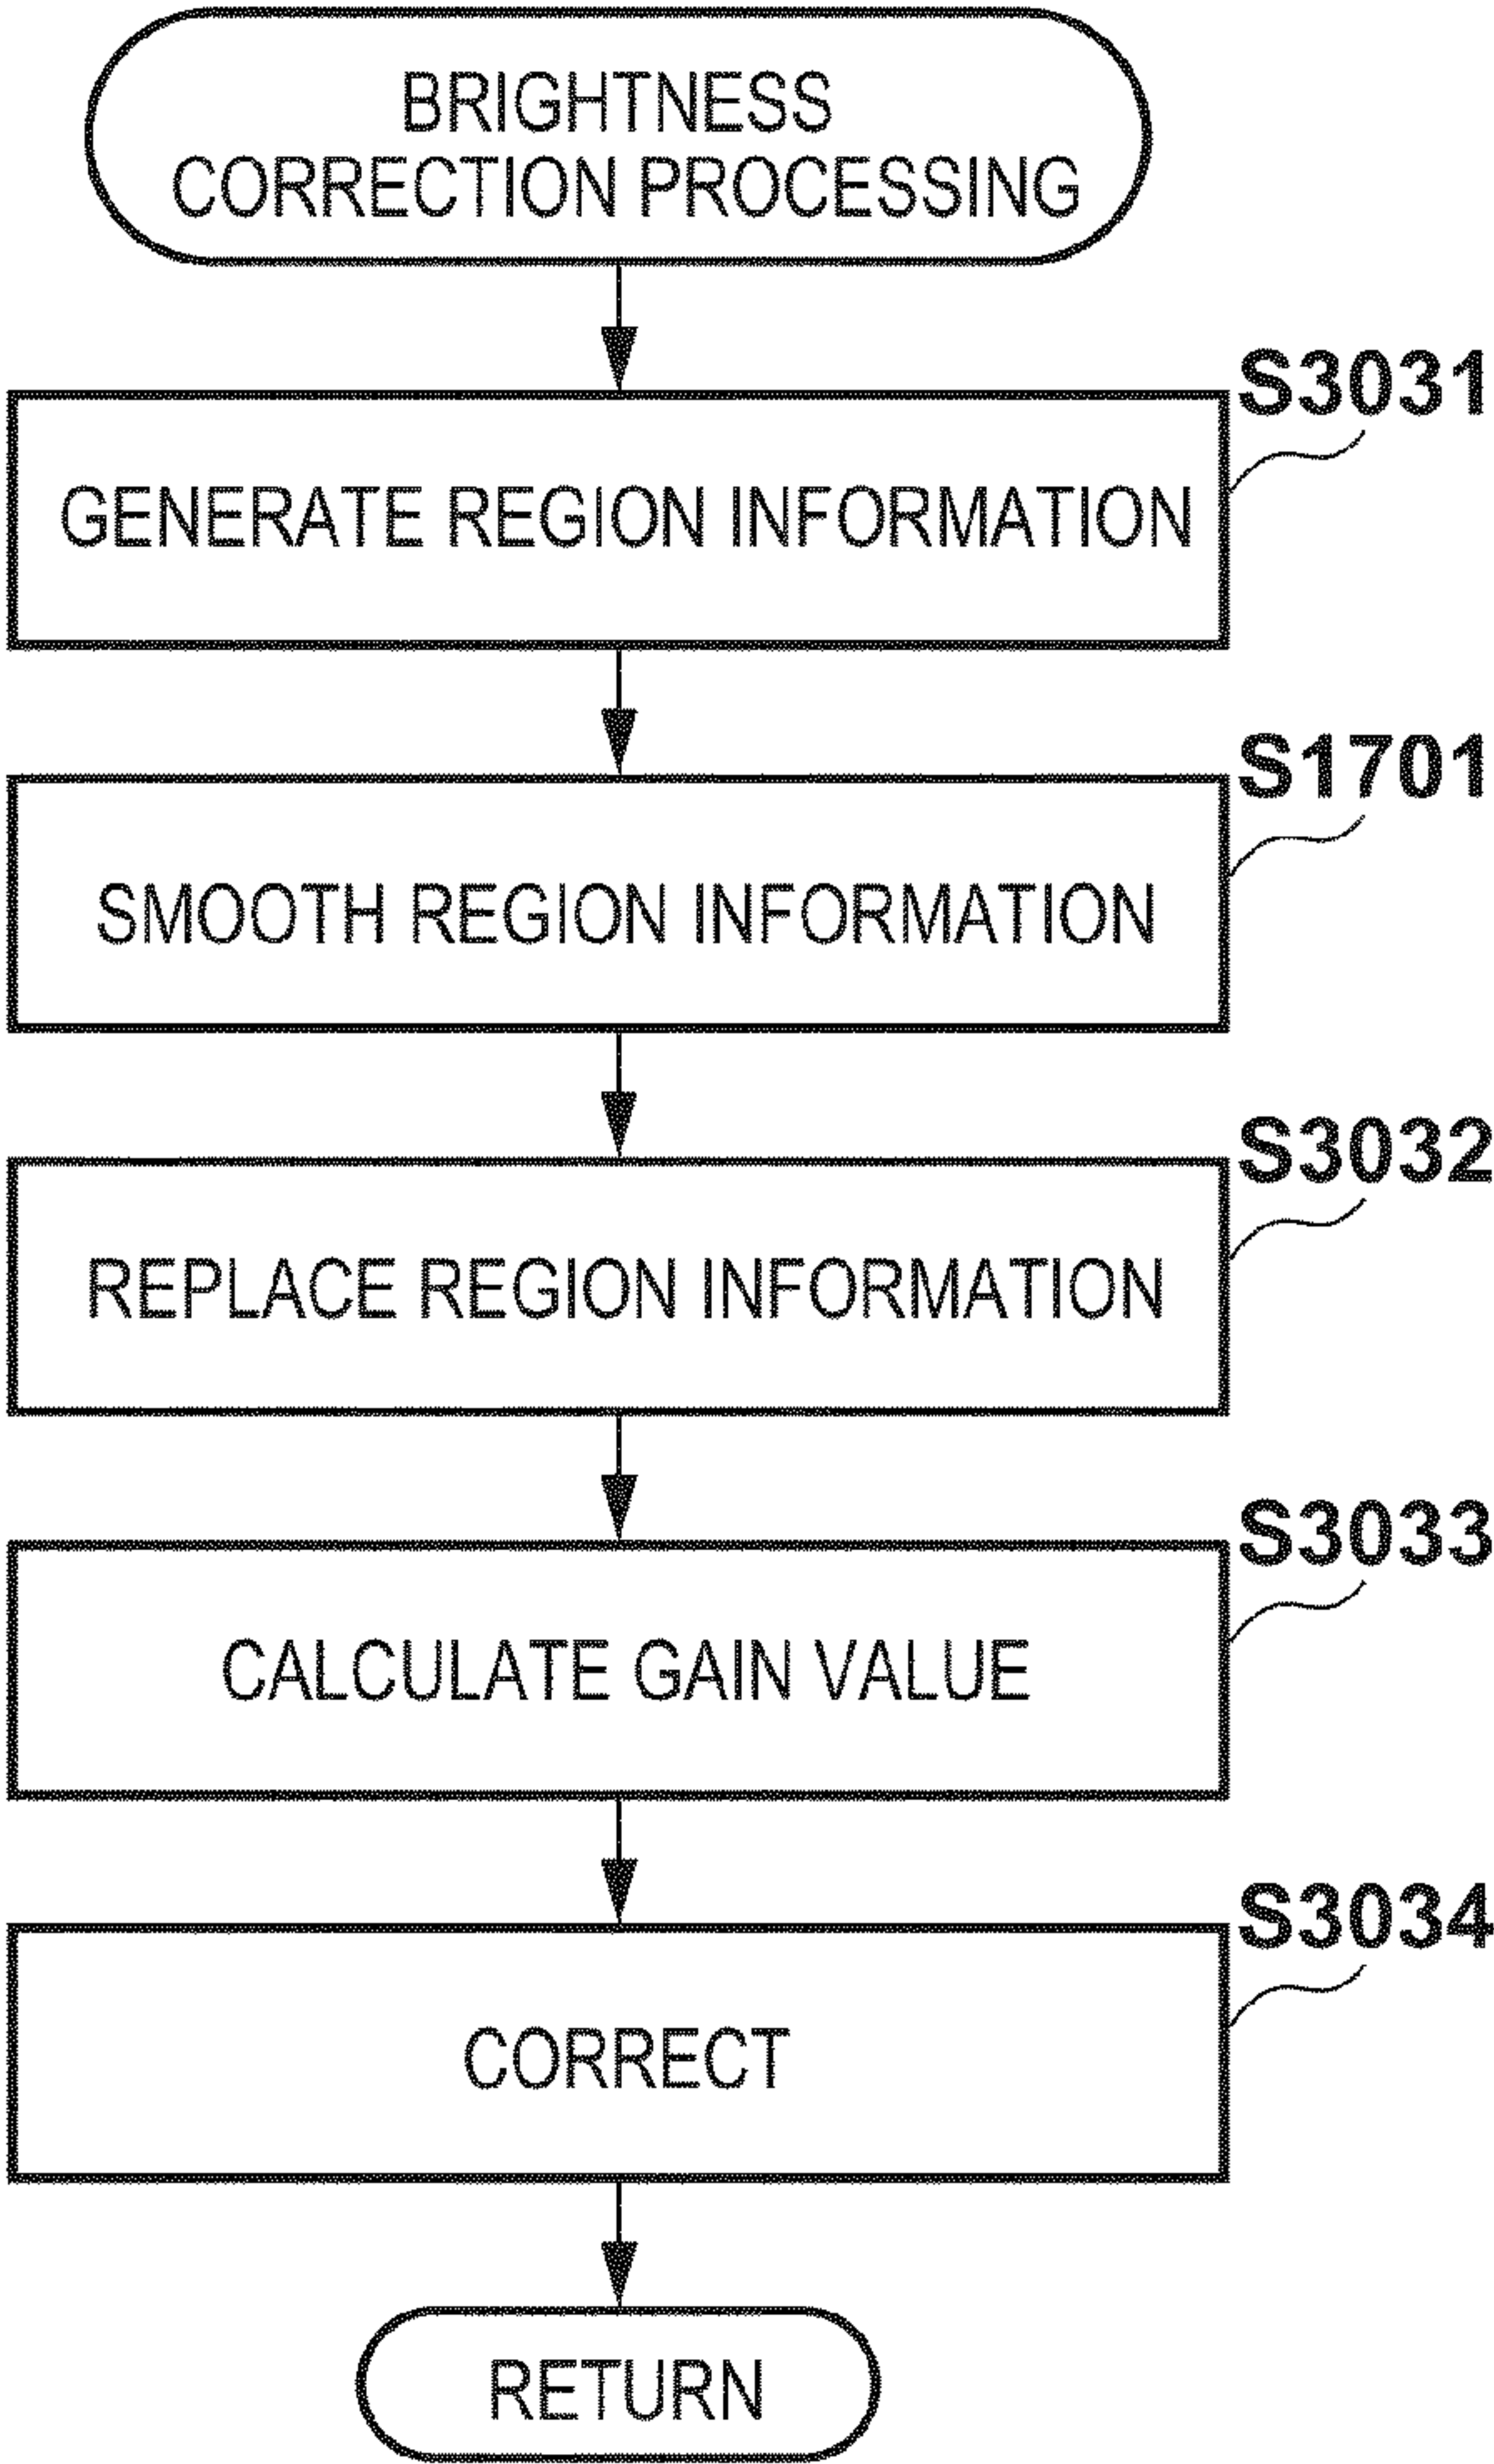 BRIGHTNESS
CORRECTION PROCESSING
S3031
GENERATE REGION INFORMATION
S1701
SMOOTH REGION INFORMATION
S3032
REPLACE REGION INFORMATION
S3033
CALCULATE GAIN VALUE
S3034
CORRECT
RETURN